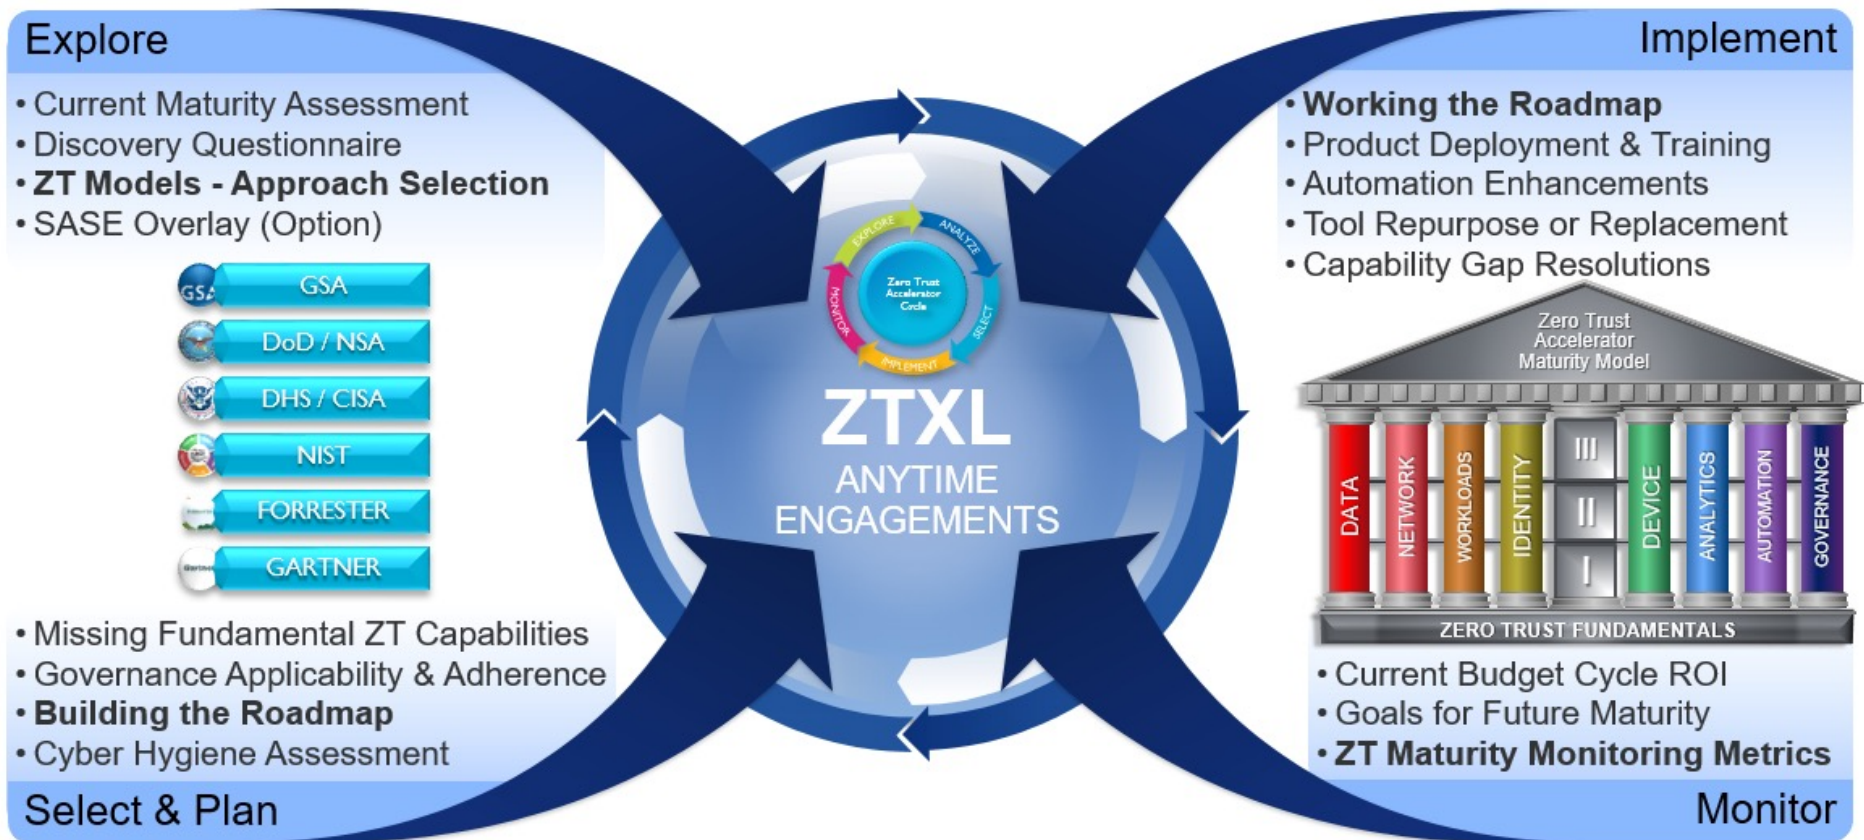 Explore
• Current Maturity Assessment
• Discovery Questionnaire
• ZT Models - Approach Selection
• SASE Overlay (Option)
GSA
GSA
DoD / NSA
DHS / CISA
NIST
FORRESTER
Gartner
GARTNER
• Missing Fundamental ZT Capabilities
• Governance Applicability & Adherence
• Building the Roadmap
• Cyber Hygiene Assessment
Select & Plan
EXPLORE
ANALYZE
SELECT
IMPLEMENT
MONITOR
Zero Trust
Accelerator
Circle
ZTXL
ANYTIME
ENGAGEMENTS
Implement
• Working the Roadmap
• Product Deployment & Training
• Automation Enhancements
• Tool Repurpose or Replacement
• Capability Gap Resolutions
Zero Trust
Accelerator
Maturity Model
DATA
NETWORK
WORKLOADS
IDENTITY
III
II
I
DEVICE
ANALYTICS
AUTOMATION
GOVERNANCE
ZERO TRUST FUNDAMENTALS
• Current Budget Cycle ROI
• Goals for Future Maturity
• ZT Maturity Monitoring Metrics
Monitor